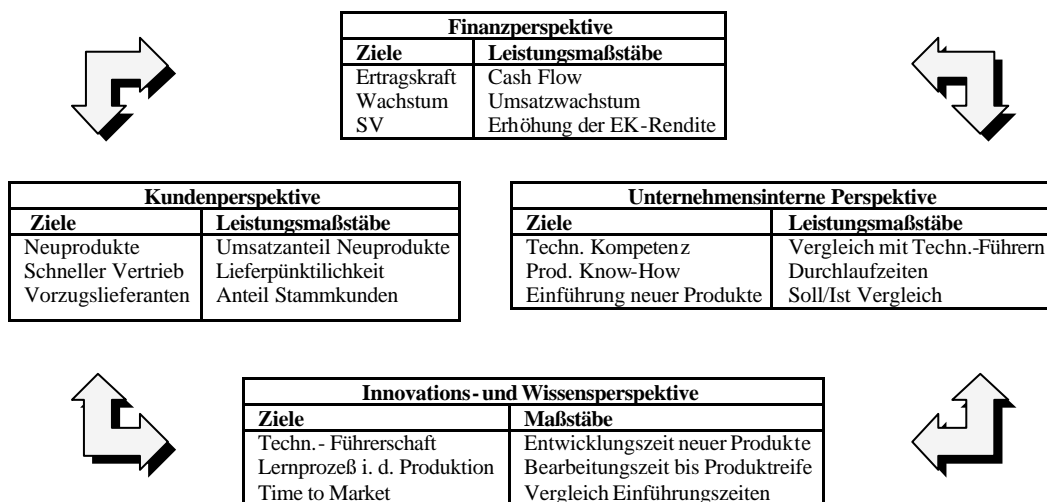 Finanzperspektive
Ziele Leistungsmaßstäbe
Ertragskraft Cash Flow
Wachstum Umsatzwachstum
SV Erhöhung der EK-Rendite
Kundenperspektive
Ziele Leistungsmaßstäbe
Neuprodukte Umsatzanteil Neuprodukte
Schneller Vertrieb Lieferpünktilichkeit
Vorzugslieferanten Anteil Stammkunden
Unternehmensinterne Perspektive
Ziele Leistungsmaßstäbe
Techn. Kompetenz Vergleich mit Techn.-Führern
Prod. Know-How Durchlaufzeiten
Einführung neuer Produkte Soll/Ist Vergleich
Innovations- und Wissensperspektive
Ziele Maßstäbe
Techn.- Führerschaft Entwicklungszeit neuer Produkte
Lernprozeß i. d. Produktion Bearbeitungszeit bis Produktreife
Time to Market Vergleich Einführungszeiten